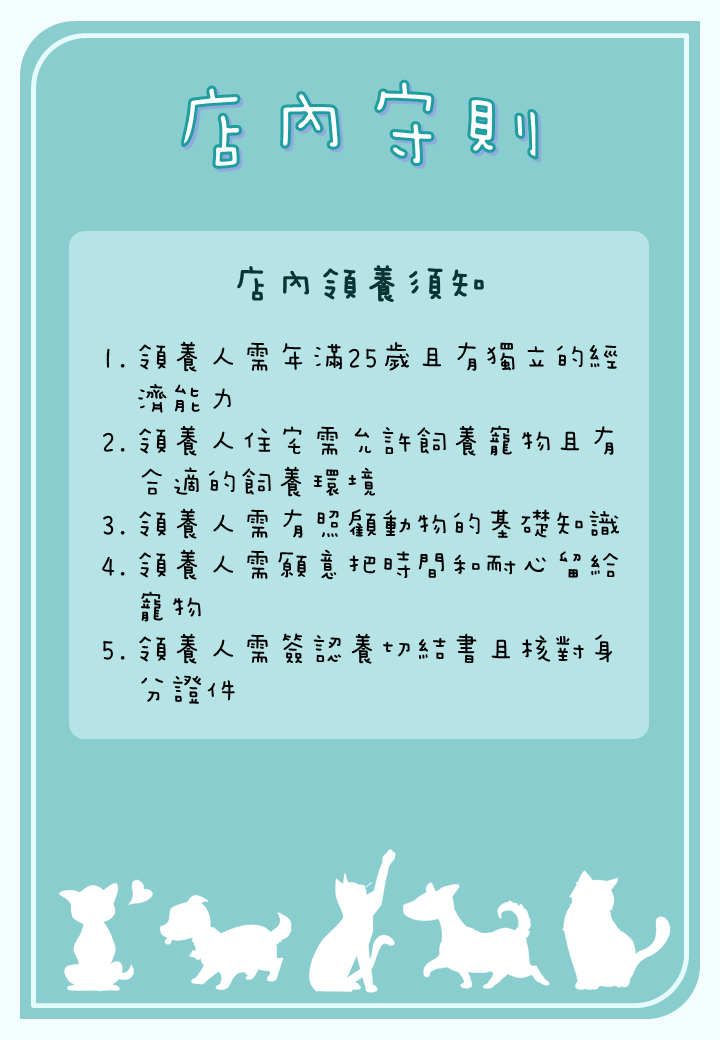 店內守則
店內領養須知
1. 領養人需年滿25歲且有獨立的經
濟能力
2. 領養人住宅需允許飼養寵物且有
合適的飼養環境
3. 領養人需有照顧動物的基礎知識
4. 領養人需願意把時間和耐心留給
寵物
5. 領養人需簽認養切結書且核對身
分證件